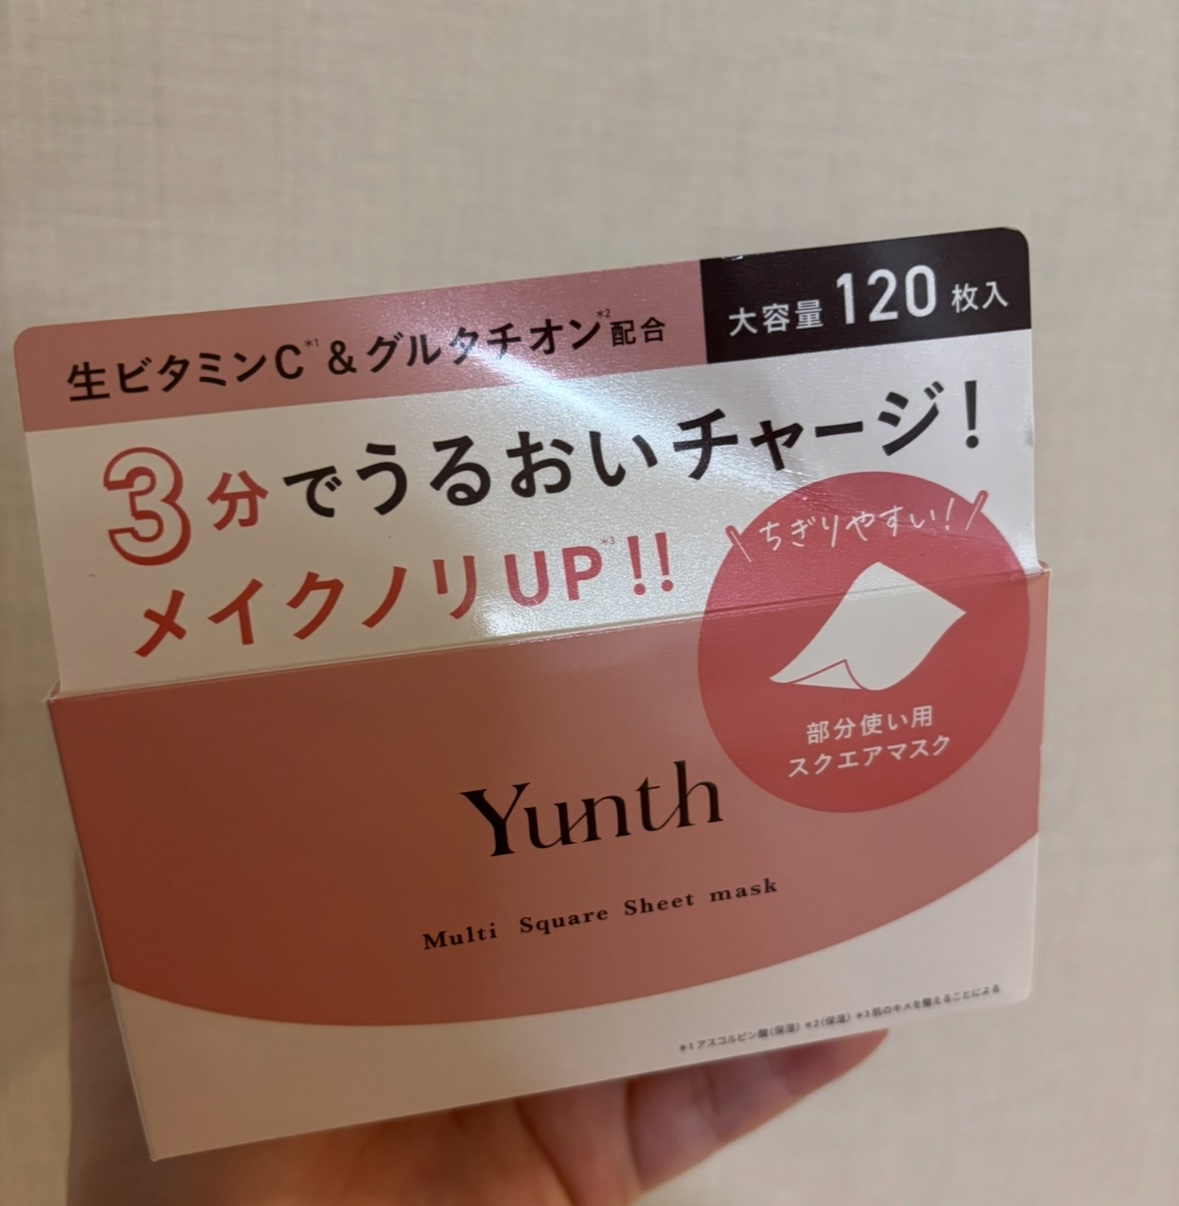 生ビタミンC*1&グルタチオン*2配合
大容量 120 枚入
3分でうるおいチャージ!
メイクノリUP*3!!
\ちぎりやすい!/
部分使い用
スクエアマスク
Yunth
Multi Square Sheet mask
*1 アスコルビン酸(保湿) *2(保湿) *3 肌のキメを整えることによる